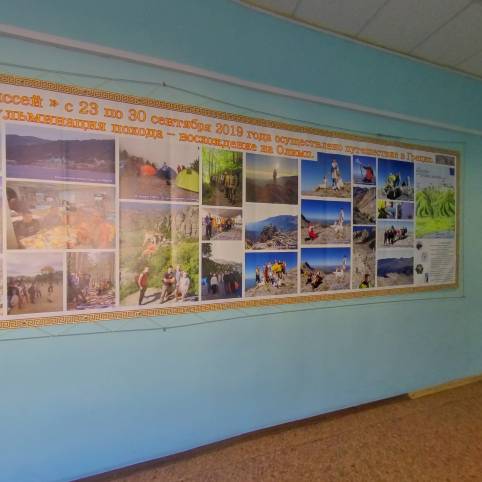 ссей » с 23 по 30 сентября 2019 года осуществлено путешествие в Грецию.
льминация похода – восхождение на Олимп.